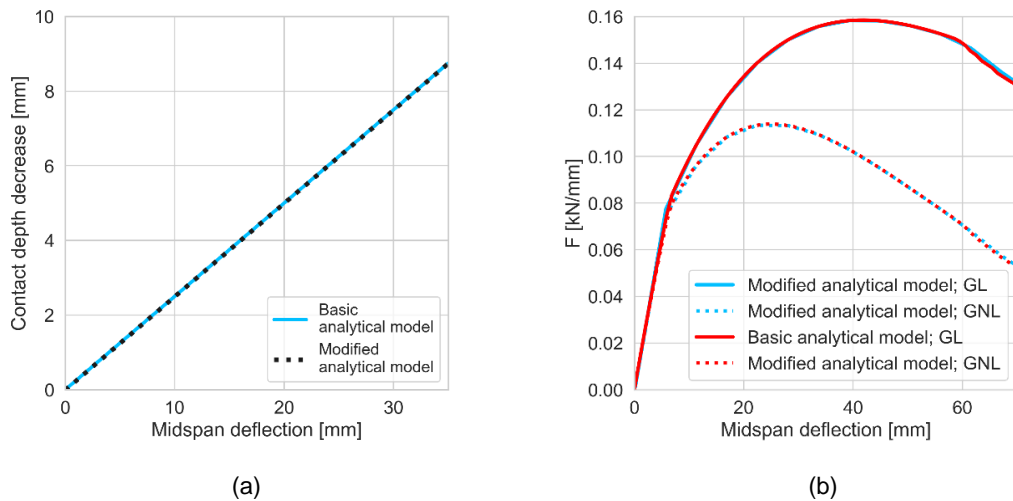 10
8
6
4
2
0
Contact depth decrease [mm]
0 10 20 30
Midspan deflection [mm]
Basic
analytical model
Modified
analytical model
(a)
0.16
0.14
0.12
0.10
0.08
0.06
0.04
0.02
0.00
F [kN/mm]
0 20 40 60
Midspan deflection [mm]
Modified analytical model; GL
Modified analytical model; GNL
Basic analytical model; GL
Modified analytical model; GNL
(b)